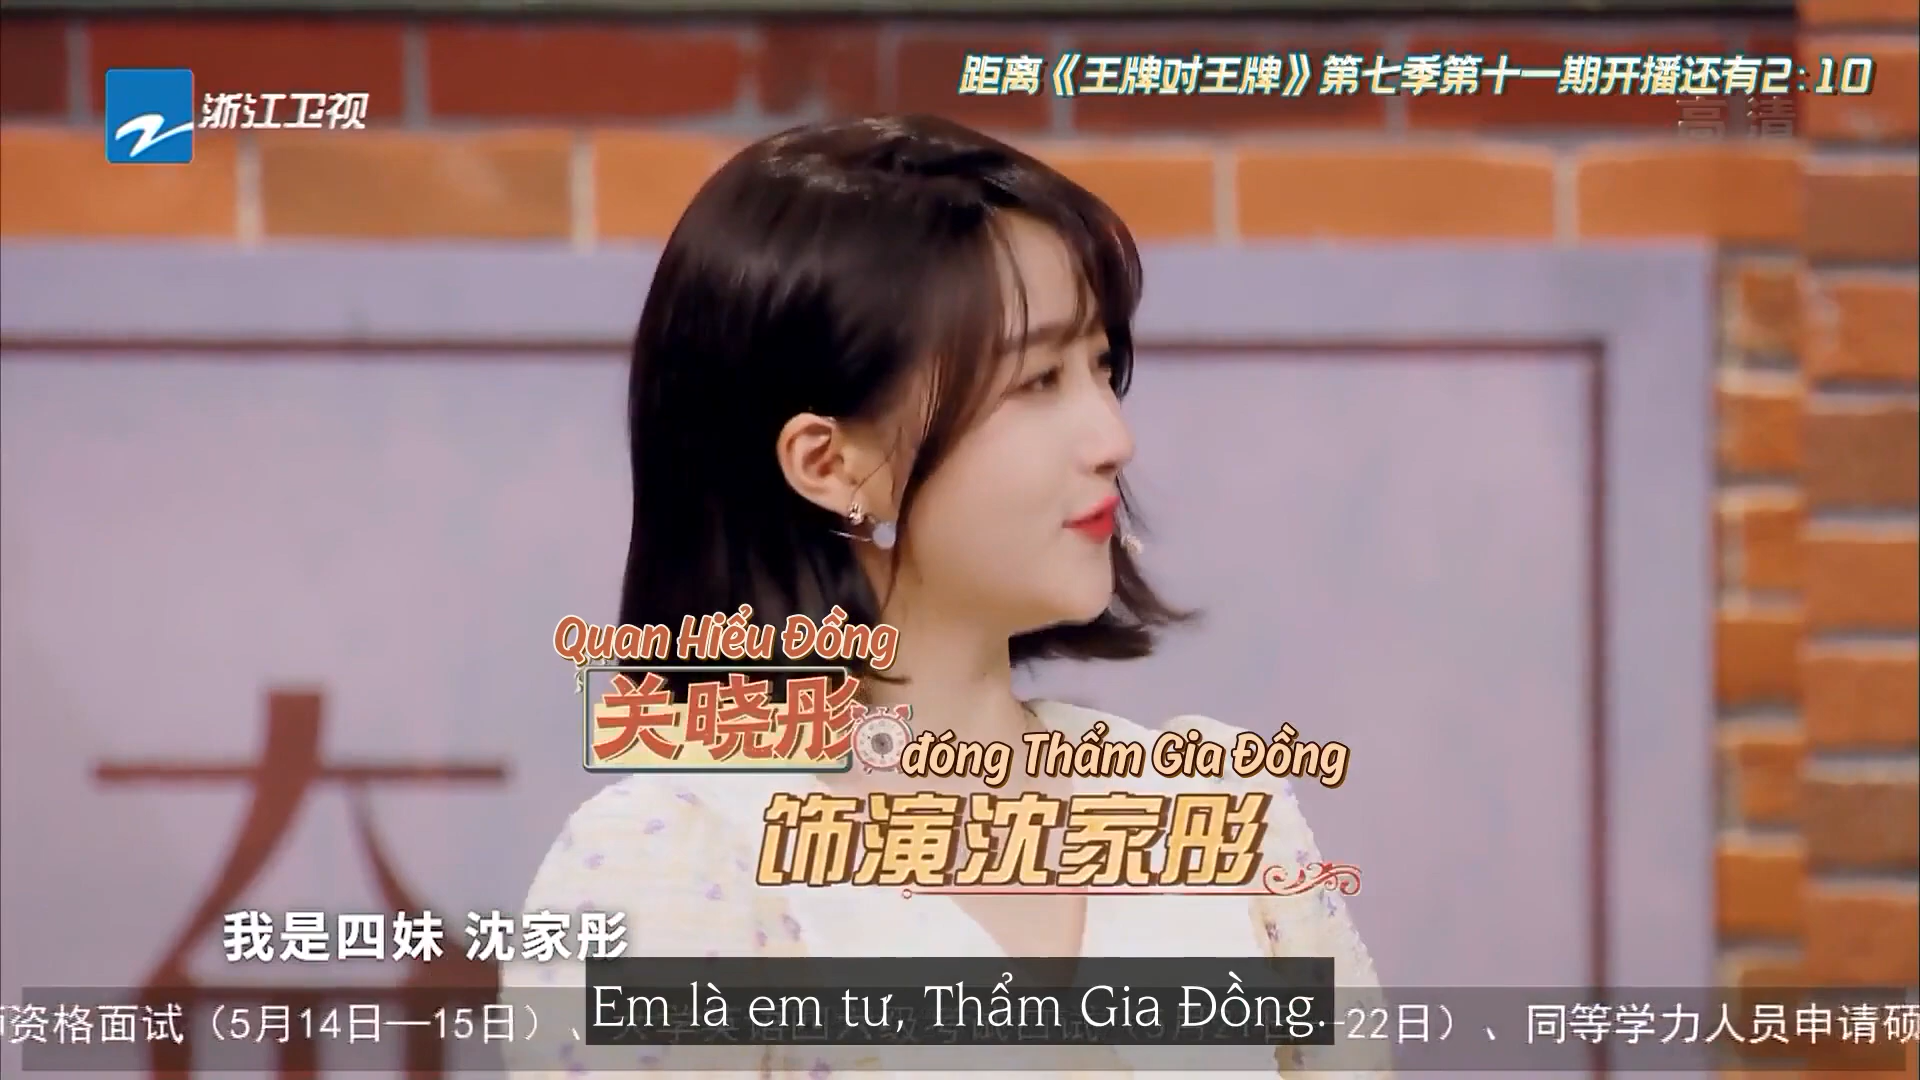 距离《王牌对王牌》第七季第十一期开播还有2:10
浙江卫视
高清
Quan Hiểu Đồng
关晓彤
đóng Thẩm Gia Đồng
饰演沈家彤
我是四妹 沈家彤
Em là em tư, Thẩm Gia Đồng.
资格面试（5月14日—15日）、
22日）、同等学力人员申请硕